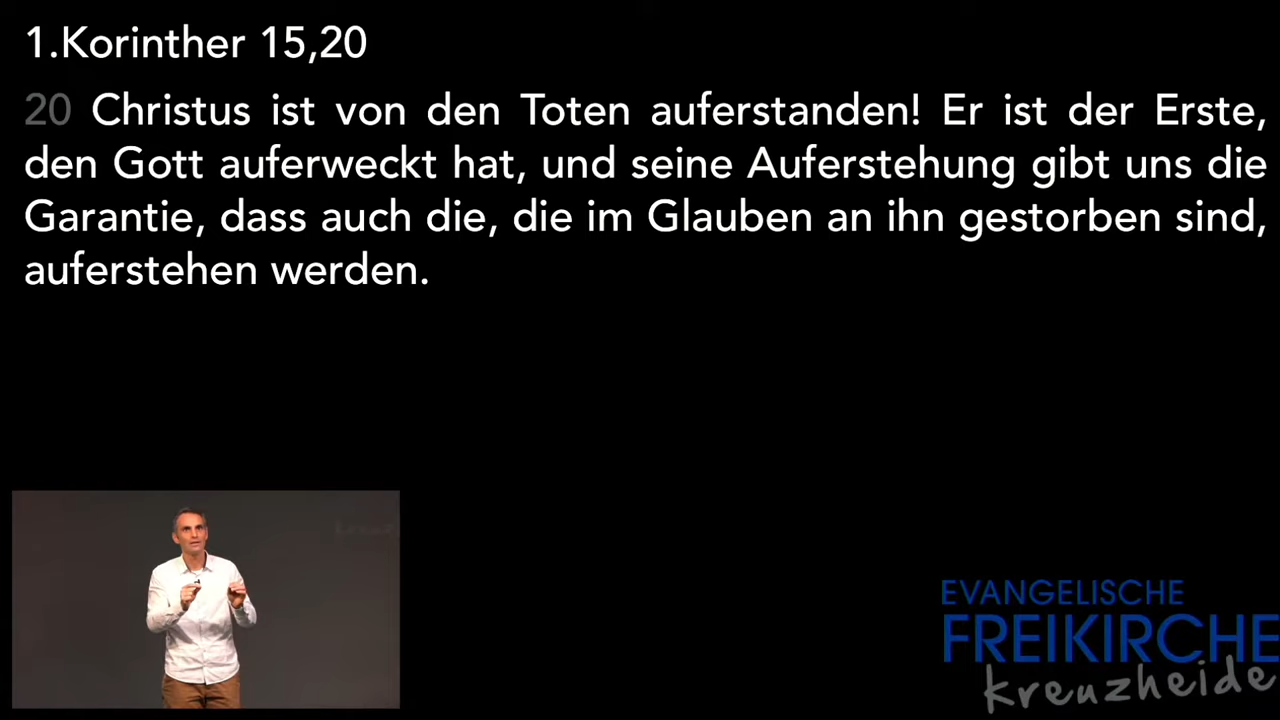 1.Korinther 15,20
20 Christus ist von den Toten auferstanden! Er ist der Erste,
den Gott auferweckt hat, und seine Auferstehung gibt uns die
Garantie, dass auch die, die im Glauben an ihn gestorben sind,
auferstehen werden.
EVANGELISCHE
FREIKIRCHE
kreuzheide